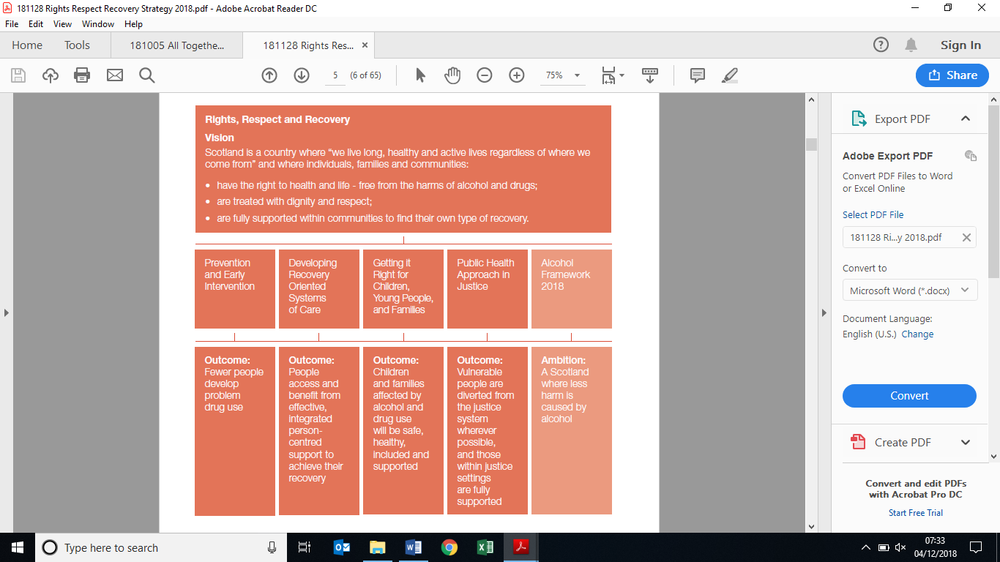 181128 Rights Respect Recovery Strategy 2018.pdf - Adobe Acrobat Reader DC
File Edit View Window Help
Home Tools 181005 All Togethe... 181128 Rights Res... ×
Sign In
5 (6 of 65)
75%
Share
Rights, Respect and Recovery
Vision
Scotland is a country where “we live long, healthy and active lives regardless of where we
come from” and where individuals, families and communities:
• have the right to health and life - free from the harms of alcohol and drugs;
• are treated with dignity and respect;
• are fully supported within communities to find their own type of recovery.
Prevention
and Early
Intervention
Developing
Recovery
Oriented
Systems
of Care
Getting it
Right for
Children,
Young People,
and Families
Public Health
Approach in
Justice
Alcohol
Framework
2018
Outcome:
Fewer people
develop
problem
drug use
Outcome:
People
access and
benefit from
effective,
integrated
person-
centred
support to
achieve their
recovery
Outcome:
Children
and families
affected by
alcohol and
drug use
will be safe,
healthy,
included and
supported
Outcome:
Vulnerable
people are
diverted from
the justice
system
wherever
possible,
and those
within justice
settings
are fully
supported
Ambition:
A Scotland
where less
harm is
caused by
alcohol
Export PDF
Adobe Export PDF
Convert PDF Files to Word
or Excel Online
Select PDF File
181128 Ri...y 2018.pdf
Convert to
Microsoft Word (*.docx)
Document Language:
English (U.S.) Change
Convert
Create PDF
Convert and edit PDFs
with Acrobat Pro DC
Start Free Trial
Type here to search
07:33
04/12/2018